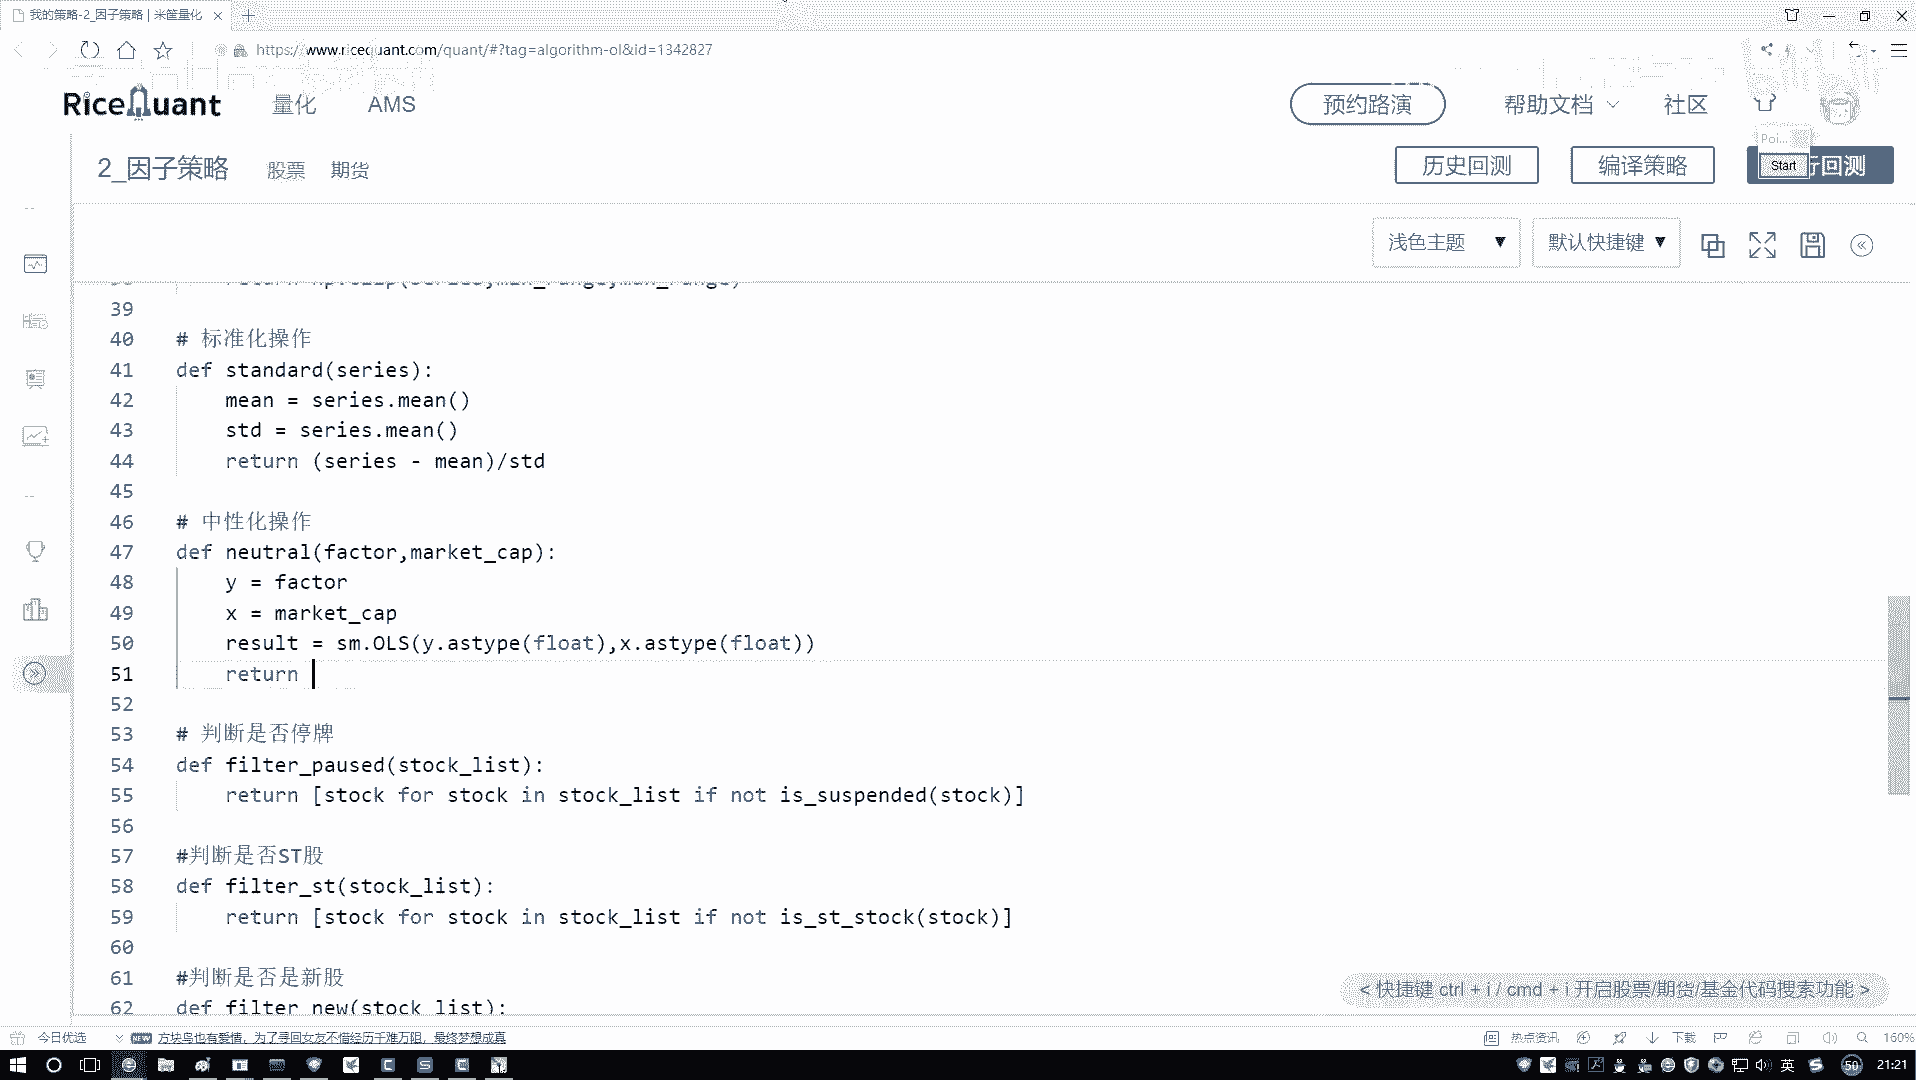 我的策略-2_因子策略 | 米筐量化
https://www.ricequant.com/quant/#?tag=algorithm-ol&id=1342827
RiceQuant 量化 AMS 预约路演 帮助文档 社区
Poi...
2_因子策略 股票 期货 历史回测 编译策略 Start 行回测
浅色主题 ▼ 默认快捷键 ▼
39
40 # 标准化操作
41 def standard(series):
42 mean = series.mean()
43 std = series.mean()
44 return (series - mean)/std
45
46 # 中性化操作
47 def neutral(factor,market_cap):
48 y = factor
49 x = market_cap
50 result = sm.OLS(y.astype(float),x.astype(float))
51 return
52
53 # 判断是否停牌
54 def filter_paused(stock_list):
55 return [stock for stock in stock_list if not is_suspended(stock)]
56
57 #判断是否ST股
58 def filter_st(stock_list):
59 return [stock for stock in stock_list if not is_st_stock(stock)]
60
61 #判断是否是新股
62 def filter_new(stock_list):
< 快捷键 ctrl + i / cmd + i 开启股票/期货/基金代码搜索功能 >
今日优选 NEW 方块鸟也有爱情，为了寻回女友不惜经历千难万阻，最终梦想成真 热点资讯 下载 160%
英 50 21:21